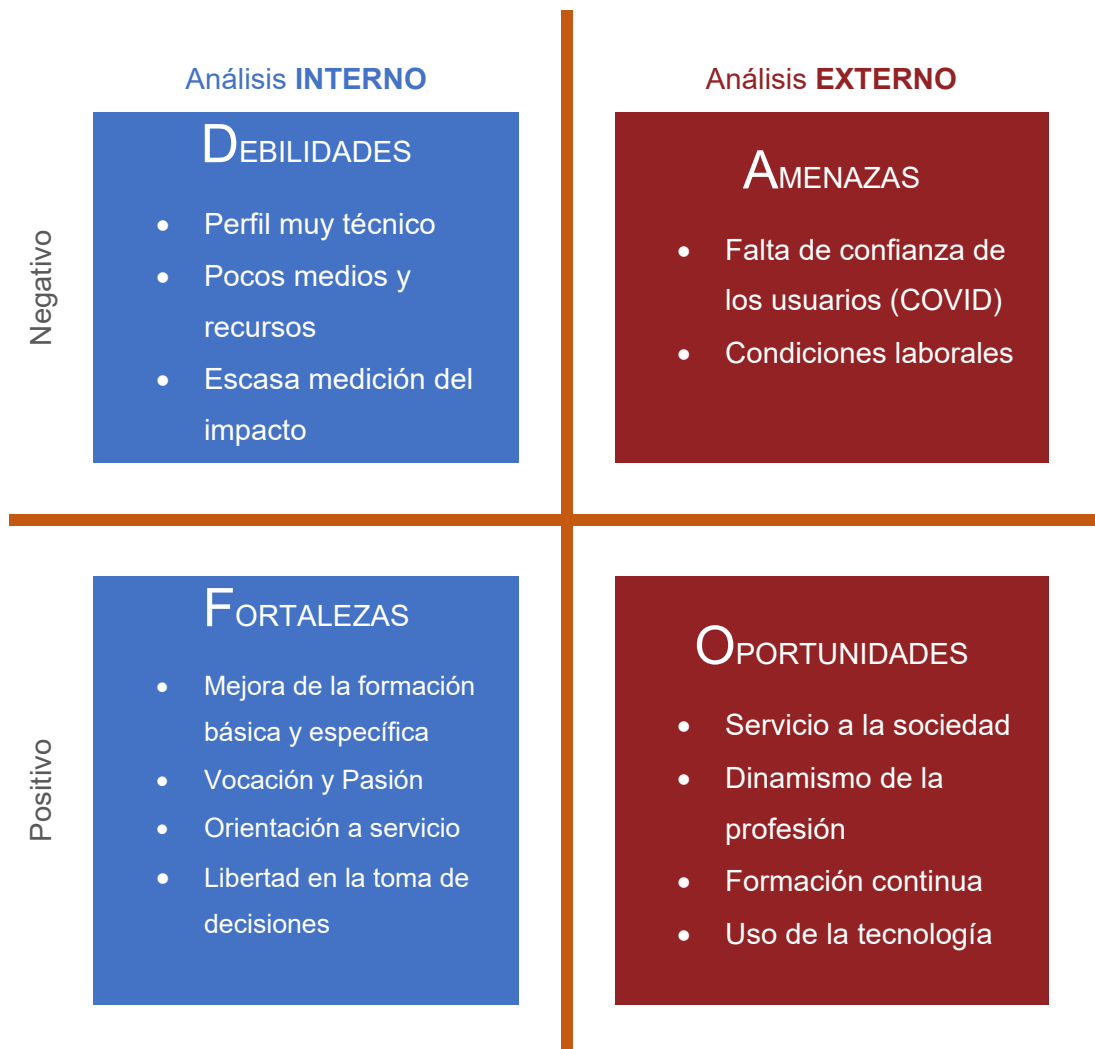 Análisis INTERNO
Análisis EXTERNO
Negativo
DEBILIDADES
• Perfil muy técnico
• Pocos medios y
recursos
• Escasa medición del
impacto
AMENAZAS
• Falta de confianza de
los usuarios (COVID)
• Condiciones laborales
Positivo
FORTALEZAS
• Mejora de la formación
básica y específica
• Vocación y Pasión
• Orientación a servicio
• Libertad en la toma de
decisiones
OPORTUNIDADES
• Servicio a la sociedad
• Dinamismo de la
profesión
• Formación continua
• Uso de la tecnología